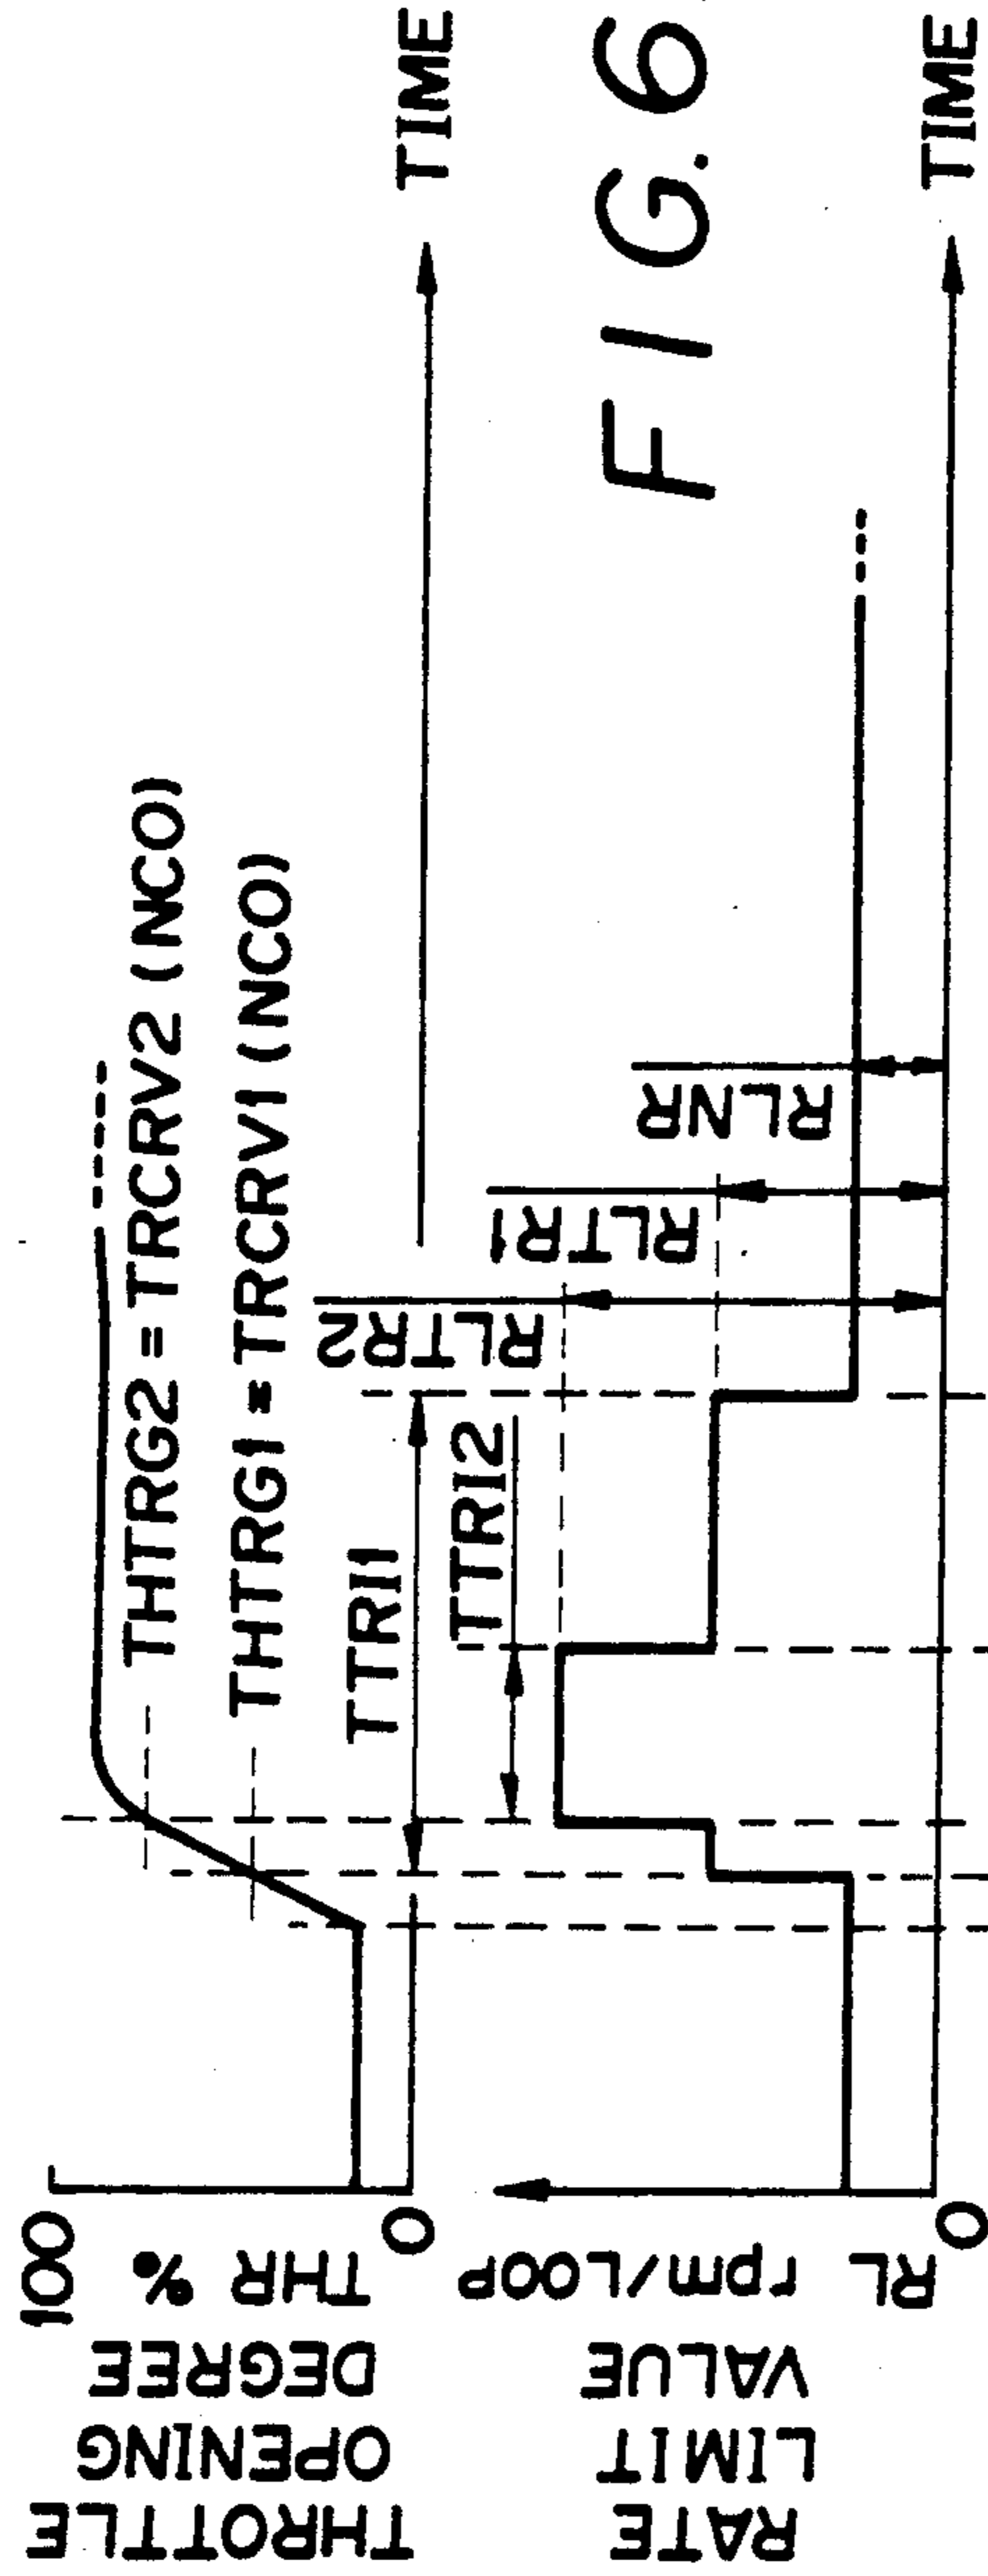 FIG. 6
THROTTLE
OPENING
DEGREE
THR %
100
0
THTRG2 = TRCRV2 (NCO)
THTRG1 = TRCRV1 (NCO)
TTRI1
TTRI2
TIME
RATE
LIMIT
VALUE
rpm/LOOP
RL
0
RLTR2
RLTR1
RLNR
TIME